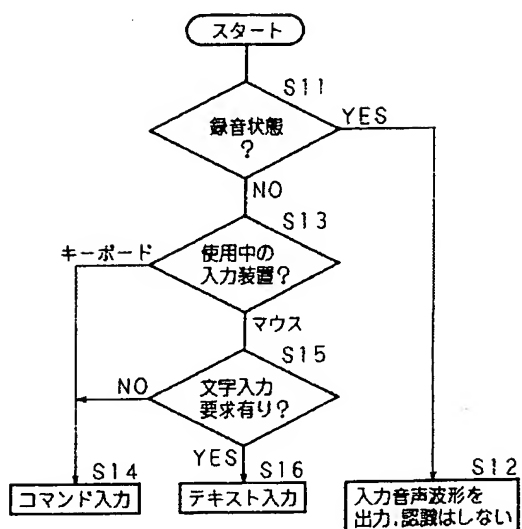 スタート
S11
録音状態
?
YES
NO
S13
使用中の
入力装置?
キーボード
マウス
S15
文字入力
要求有り?
NO
YES
S14
コマンド入力
S16
テキスト入力
S12
入力音声波形を
出力.認識はしない